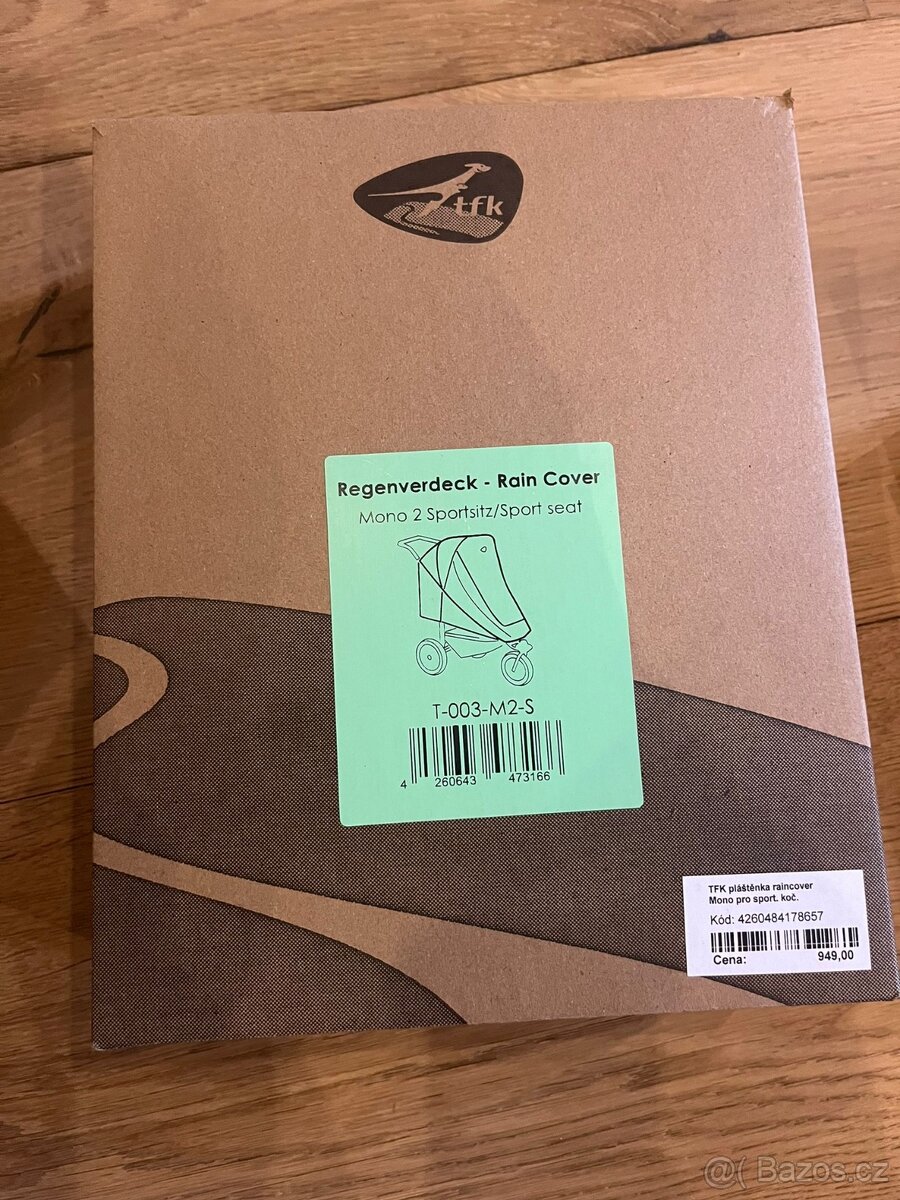 tfk
Regenverdeck - Rain Cover
Mono 2 Sportsitz/Sport seat
T-003-M2-S
4 260643 473166
TFK pláštěnka raincover
Mono pro sport. koč.
Kód: 4260484178657
Cena: 949,00
@( Bazos.cz